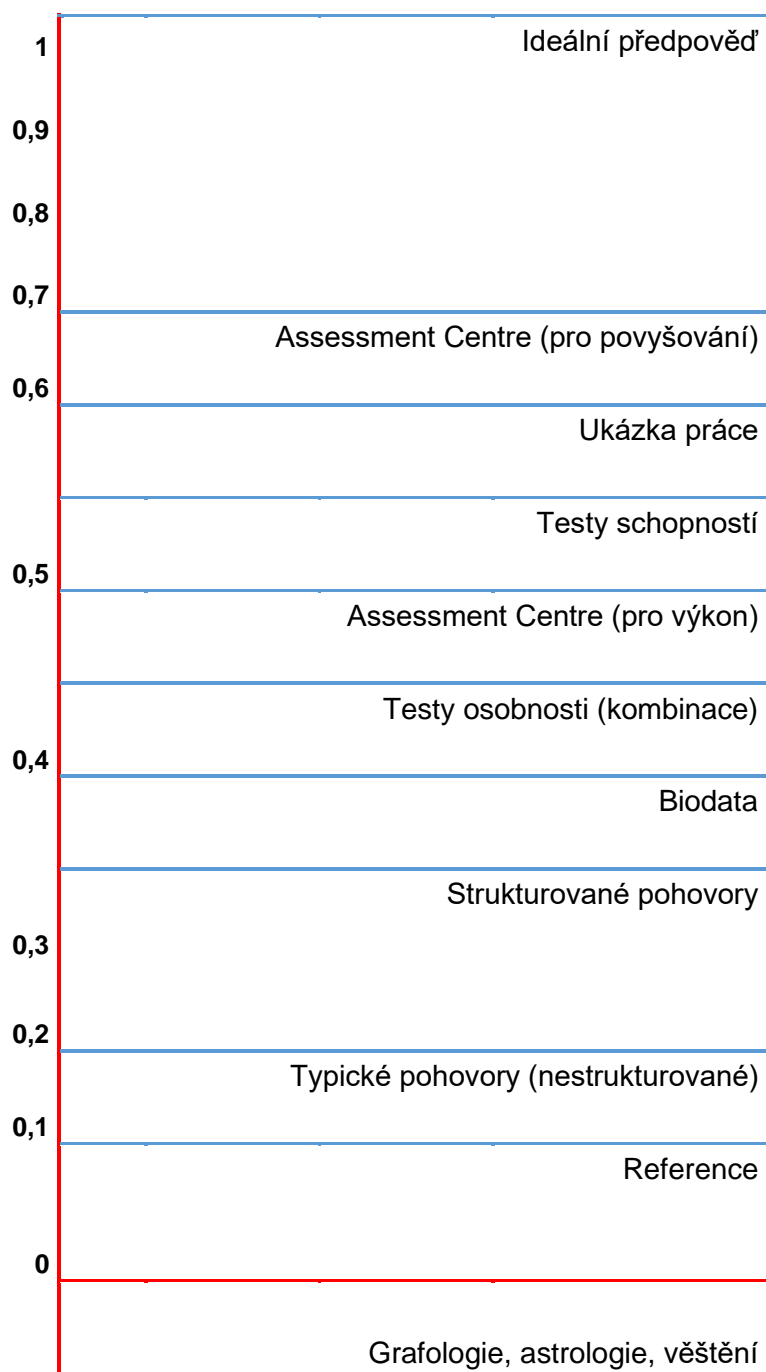 1
Ideální předpověď
0,9
0,8
0,7
Assessment Centre (pro povyšování)
0,6
Ukázka práce
Testy schopností
0,5
Assessment Centre (pro výkon)
Testy osobnosti (kombinace)
0,4
Biodata
Strukturované pohovory
0,3
0,2
Typické pohovory (nestrukturované)
0,1
Reference
0
Grafologie, astrologie, věštění